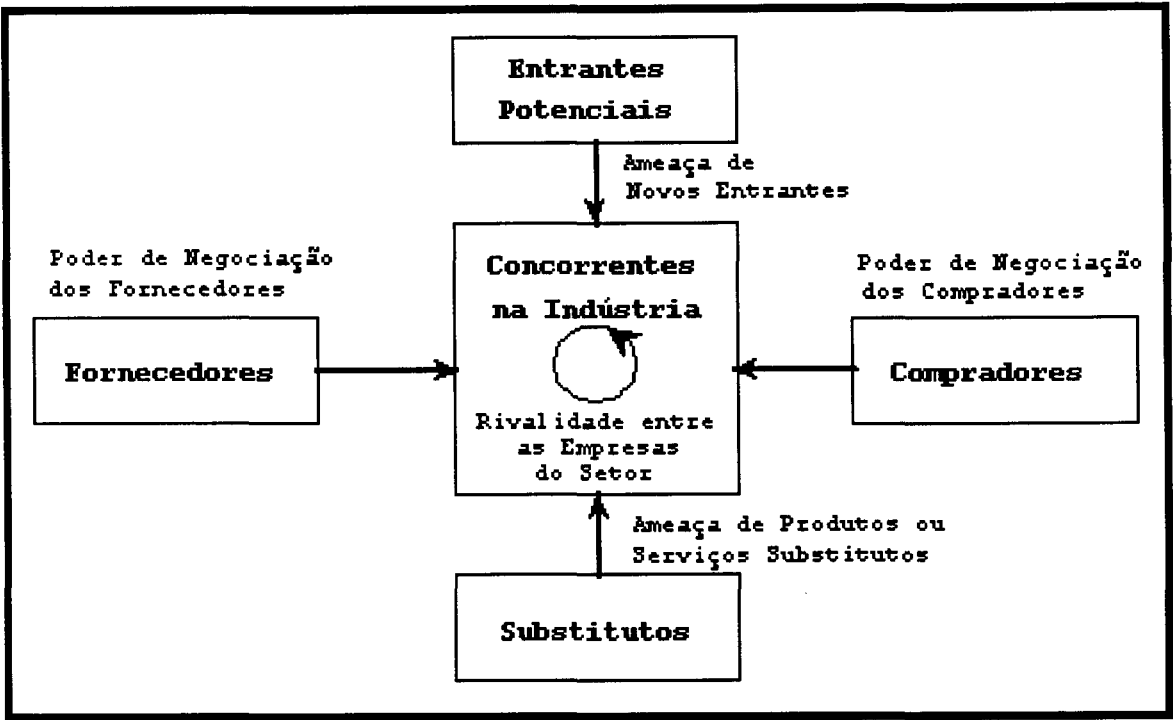 Entrantes
Potenciais
Ameaça de
Novos Entrantes
Poder de Negociação
dos Fornecedores
Fornecedores
Concorrentes
na Indústria
Rivalidade entre
as Empresas
do Setor
Poder de Negociação
dos Compradores
Compradores
Ameaça de Produtos ou
Serviços Substitutos
Substitutos